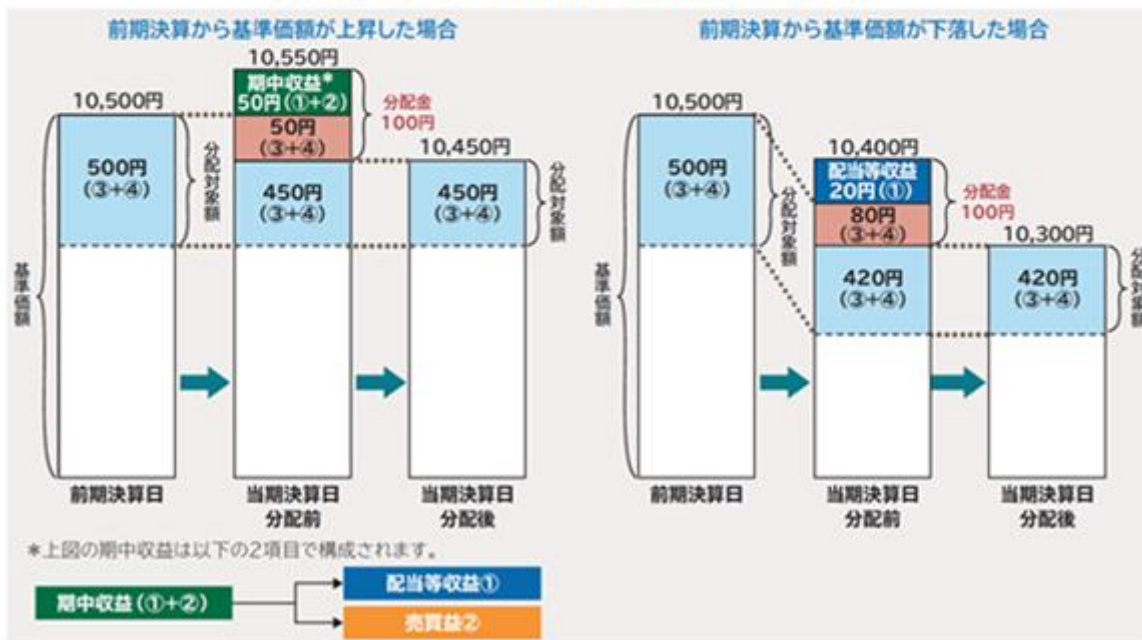 前期決算から基準価額が上昇した場合
10,550円
期中収益*
50円(①+②)
50円
(③+④)
分配金
100円
10,500円
500円
(③+④)
分配対象額
450円
(③+④)
10,450円
450円
(③+④)
分配対象額
基準価額
前期決算日
当期決算日
分配前
当期決算日
分配後
前期決算から基準価額が下落した場合
10,500円
500円
(③+④)
分配対象額
10,400円
配当等収益
20円(①)
80円
(③+④)
分配金
100円
420円
(③+④)
10,300円
420円
(③+④)
分配対象額
基準価額
前期決算日
当期決算日
分配前
当期決算日
分配後
*上図の期中収益は以下の2項目で構成されます。
期中収益(①+②)
配当等収益①
売買益②